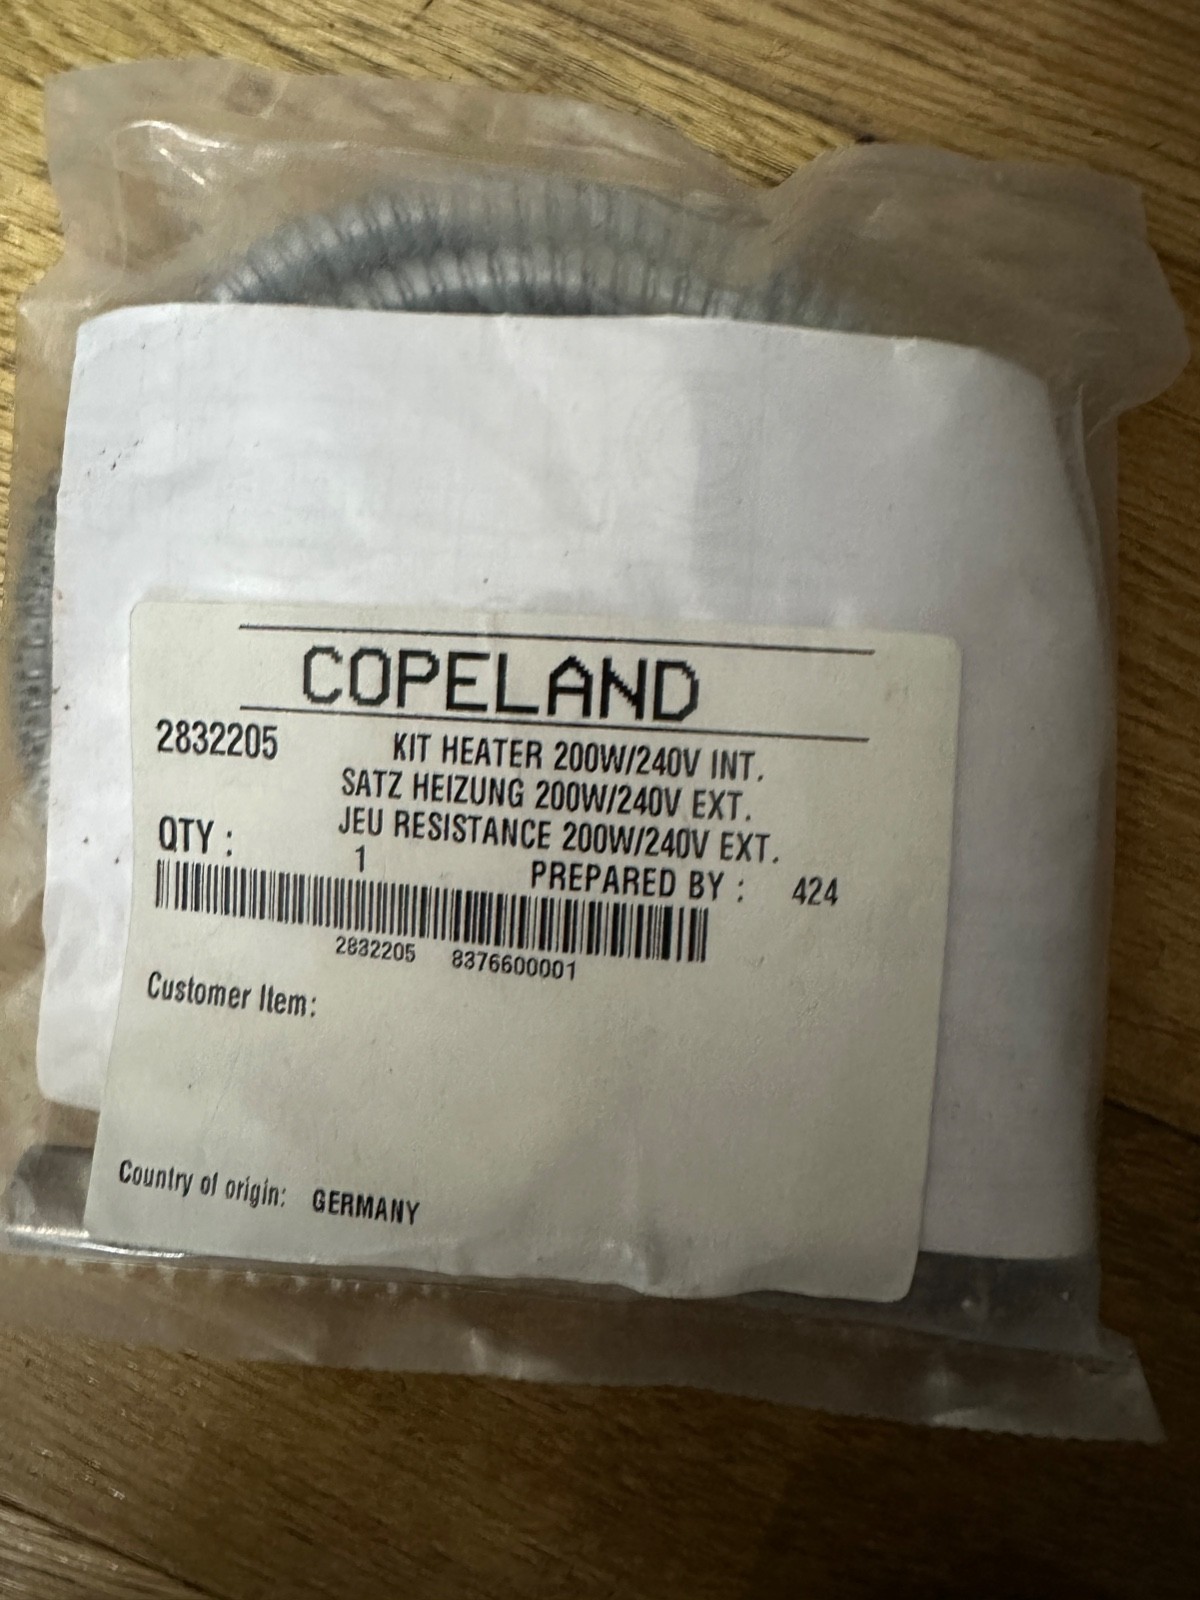 COPELAND
2832205 KIT HEATER 200W/240V INT.
SATZ HEIZUNG 200W/240V EXT.
JEU RESISTANCE 200W/240V EXT.
QTY : 1 PREPARED BY : 424
2832205 8376600001
Customer Item:
Country of origin: GERMANY